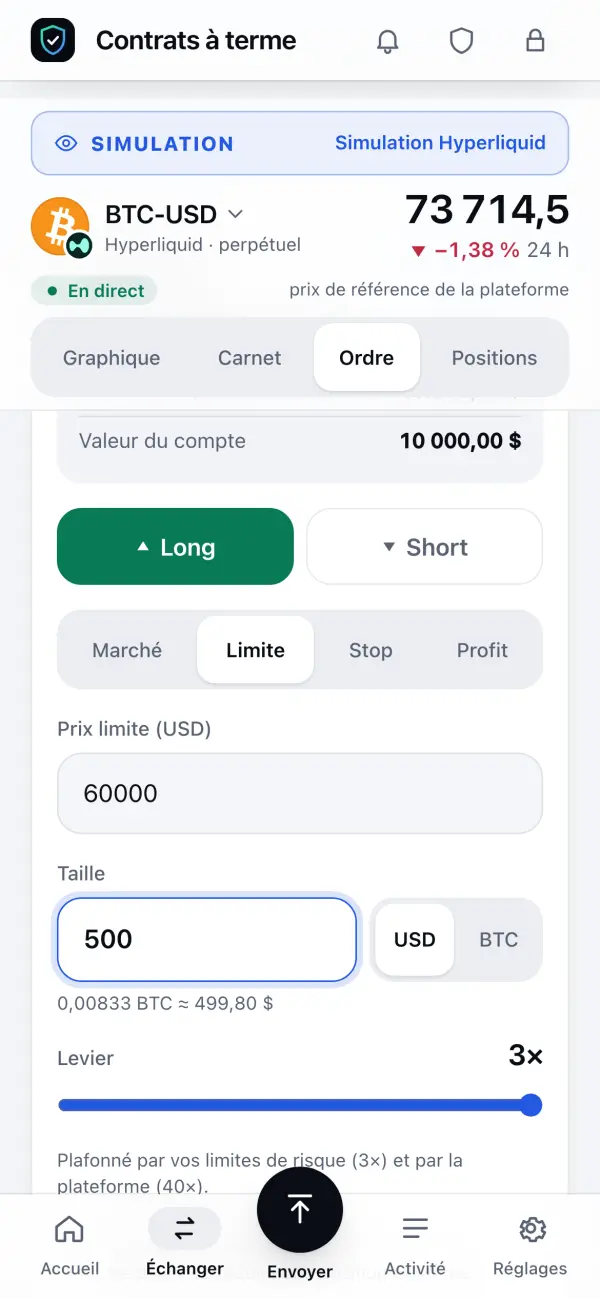 Contrats à terme
SIMULATION
Simulation Hyperliquid
BTC-USD
73 714,5
Hyperliquid · perpétuel
▼ −1,38 % 24 h
En direct
prix de référence de la plateforme
Graphique
Carnet
Ordre
Positions
Valeur du compte
10 000,00 $
▲ Long
▼ Short
Marché
Limite
Stop
Profit
Prix limite (USD)
60000
Taille
500
USD
BTC
0,00833 BTC ≈ 499,80 $
Levier
3×
Plafonné par vos limites de risque (3×) et par la
plateforme (40×).
Accueil
Échanger
Envoyer
Activité
Réglages